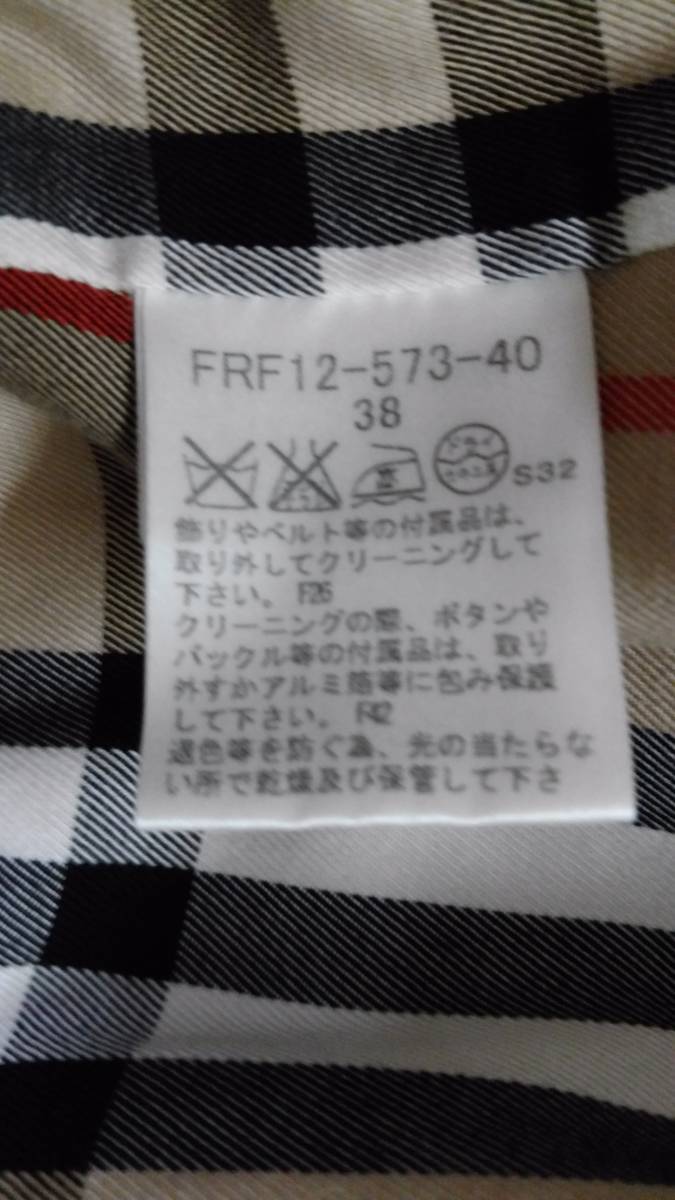 FRF12-573-40
38
S32
飾りやベルト等の付属品は、
取り外してクリーニングして
下さい。 F26
クリーニングの際、ボタンや
バックル等の付属品は、取り
外すかアルミ箔等に包み保護
して下さい。 F42
退色等を防ぐ為、光の当たらな
い所で乾燥及び保管して下さ